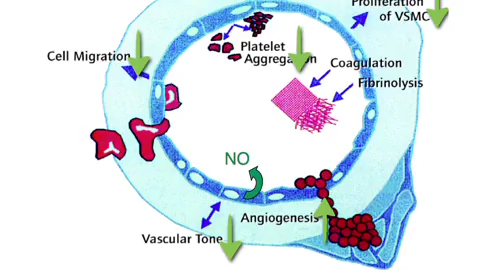 Proliferation
of VSMC
Cell Migration
Platelet
Aggregation
Coagulation
Fibrinolysis
NO
Angiogenesis
Vascular Tone